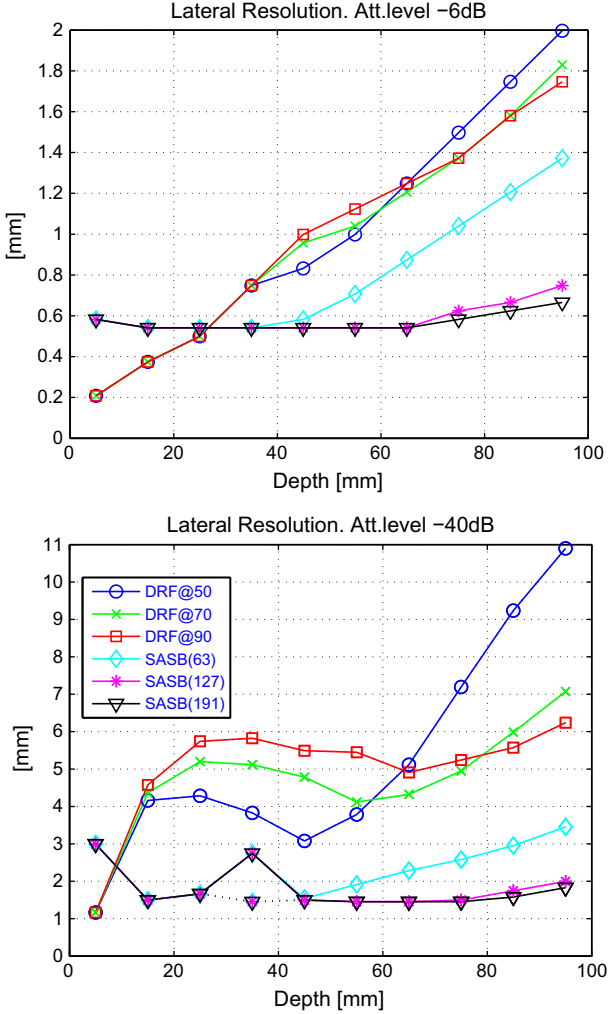 Lateral Resolution. Att.level −6dB
2
1.8
1.6
1.4
1.2
1
0.8
0.6
0.4
0.2
0
[mm]
0 20 40 60 80 100
Depth [mm]
Lateral Resolution. Att.level −40dB
11
10
9
8
7
6
5
4
3
2
1
0
[mm]
DRF@50
DRF@70
DRF@90
SASB(63)
SASB(127)
SASB(191)
0 20 40 60 80 100
Depth [mm]